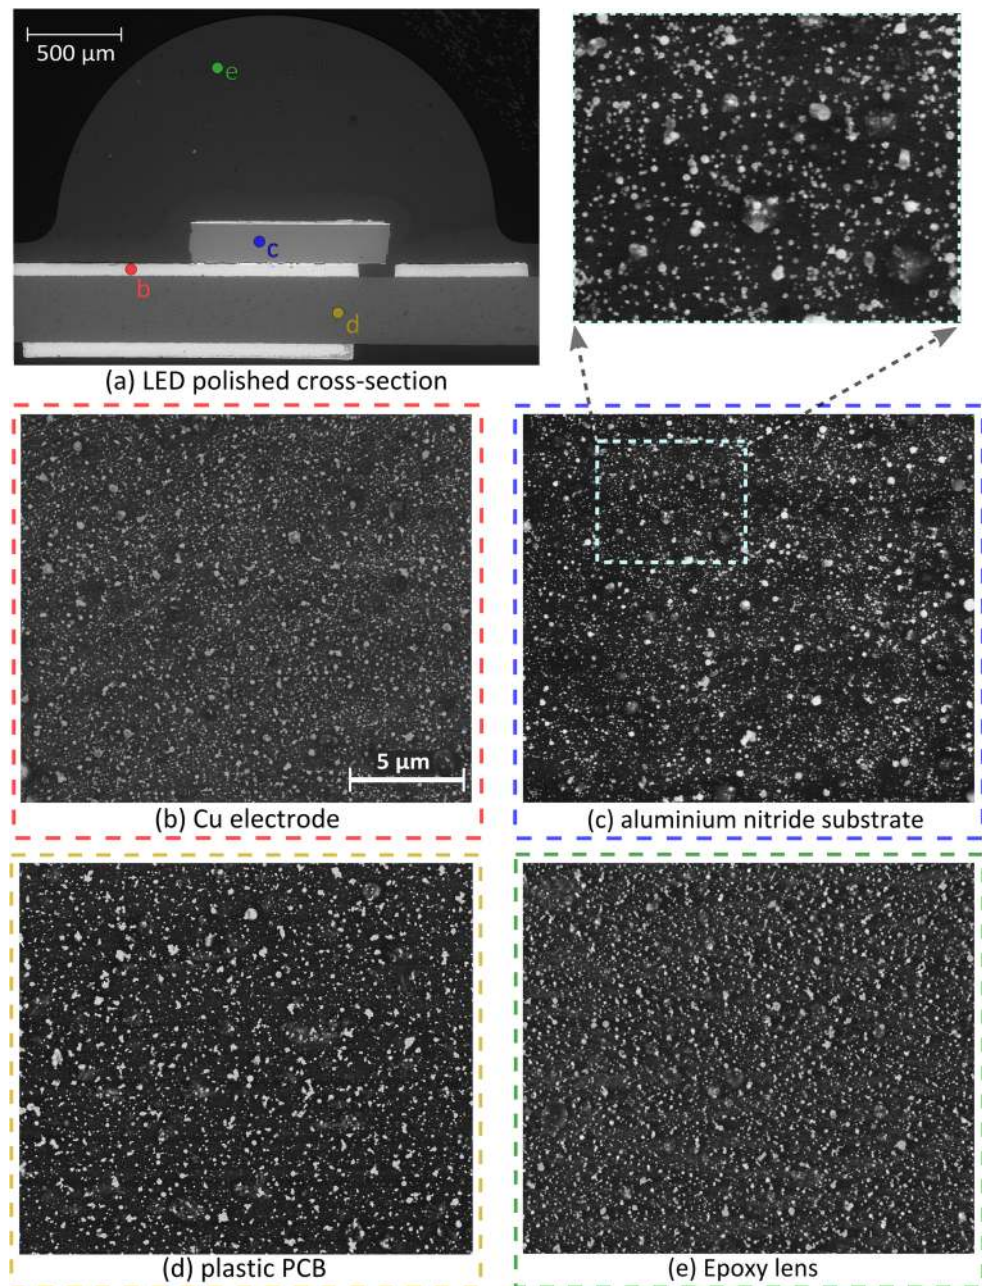 500 µm
e
c
b
d
(a) LED polished cross-section
5 µm
(b) Cu electrode
(c) aluminium nitride substrate
(d) plastic PCB
(e) Epoxy lens